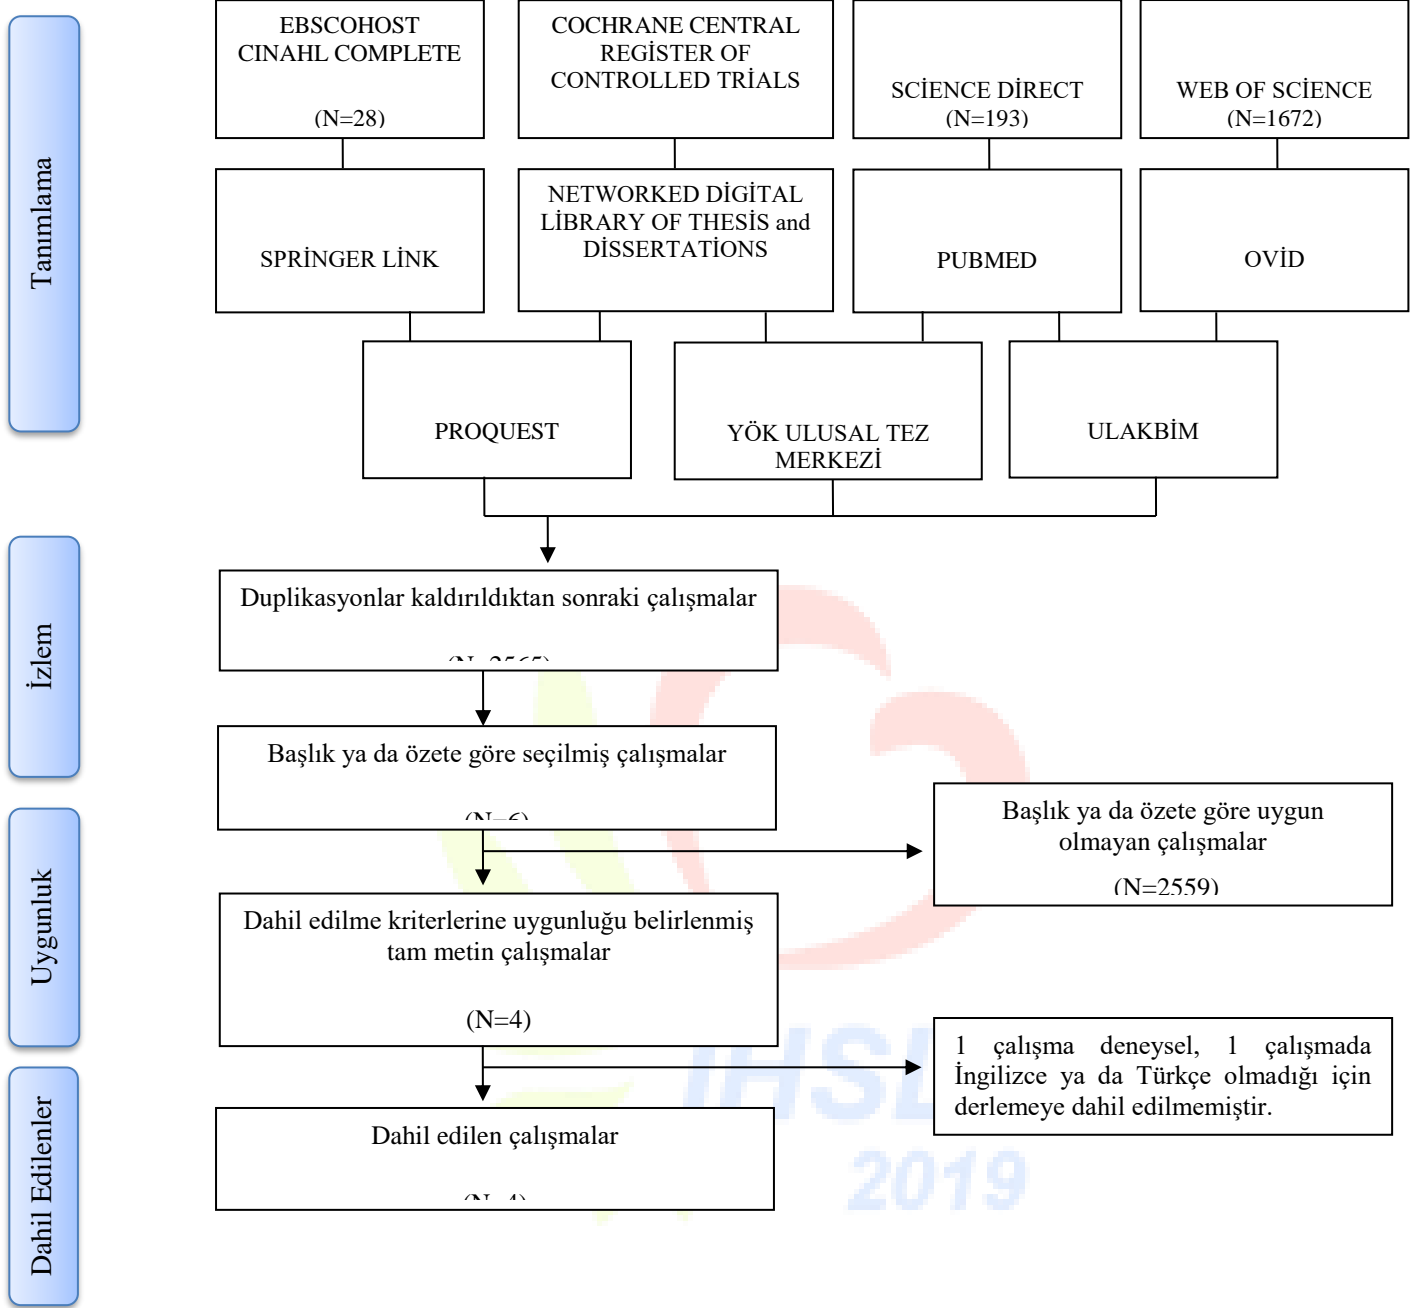 Tanımlama
EBSCOHOST
CINAHL COMPLETE
(N=28)
COCHRANE CENTRAL
REGİSTER OF
CONTROLLED TRİALS
SCİENCE DİRECT
(N=193)
WEB OF SCİENCE
(N=1672)
SPRİNGER LİNK
NETWORKED DİGİTAL
LİBRARY OF THESİS and
DİSSERTATİONS
PUBMED
OVİD
PROQUEST
YÖK ULUSAL TEZ
MERKEZİ
ULAKBİM
İzlem
Duplikasyonlar kaldırıldıktan sonraki çalışmalar
(N=2565)
Başlık ya da özete göre seçilmiş çalışmalar
(N=6)
Başlık ya da özete göre uygun
olmayan çalışmalar
(N=2559)
Uygunluk
Dahil edilme kriterlerine uygunluğu belirlenmiş
tam metin çalışmalar
(N=4)
1 çalışma deneysel, 1 çalışmada
İngilizce ya da Türkçe olmadığı için
derlemeye dahil edilmemiştir.
Dahil Edilenler
Dahil edilen çalışmalar
(N=4)
2019